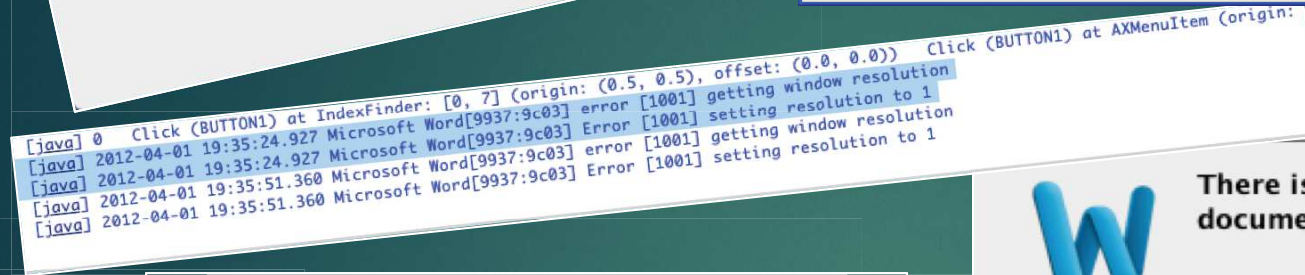 [java] 0 Click (BUTTON1) at IndexFinder: [0, 7] (origin: (0.5, 0.5), offset: (0.0, 0.0)) Click (BUTTON1) at AXMenuItem (origin:
[java] 2012-04-01 19:35:24.927 Microsoft Word[9937:9c03] error [1001] getting window resolution
[java] 2012-04-01 19:35:24.927 Microsoft Word[9937:9c03] Error [1001] setting resolution to 1
[java] 2012-04-01 19:35:51.360 Microsoft Word[9937:9c03] error [1001] getting window resolution
[java] 2012-04-01 19:35:51.360 Microsoft Word[9937:9c03] Error [1001] setting resolution to 1
There is
docume